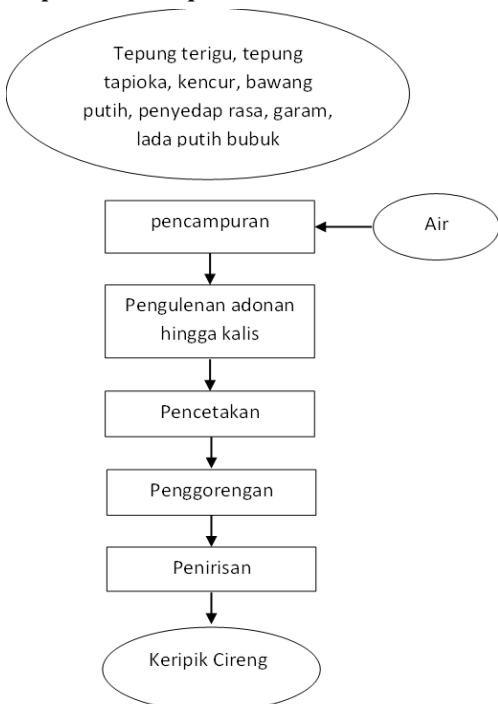 Tepung terigu, tepung
tapioka, kencur, bawang
putih, penyedap rasa, garam,
lada putih bubuk
pencampuran
Air
Pengulenan adonan
hingga kalis
Pencetakan
Penggorengan
Penirisan
Keripik Cireng